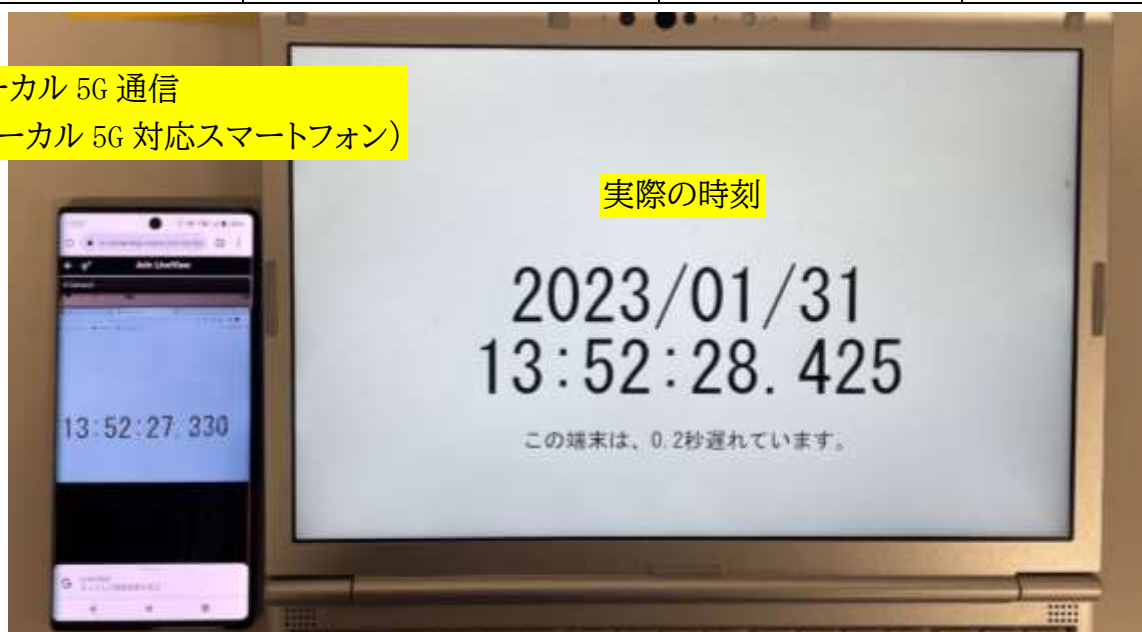 ーカル 5G 通信
ーカル 5G 対応スマートフォン）
実際の時刻
2023/01/31
13:52:28.425
この端末は、0.2秒遅れています。
Join LiveView
13:52:27.330
G